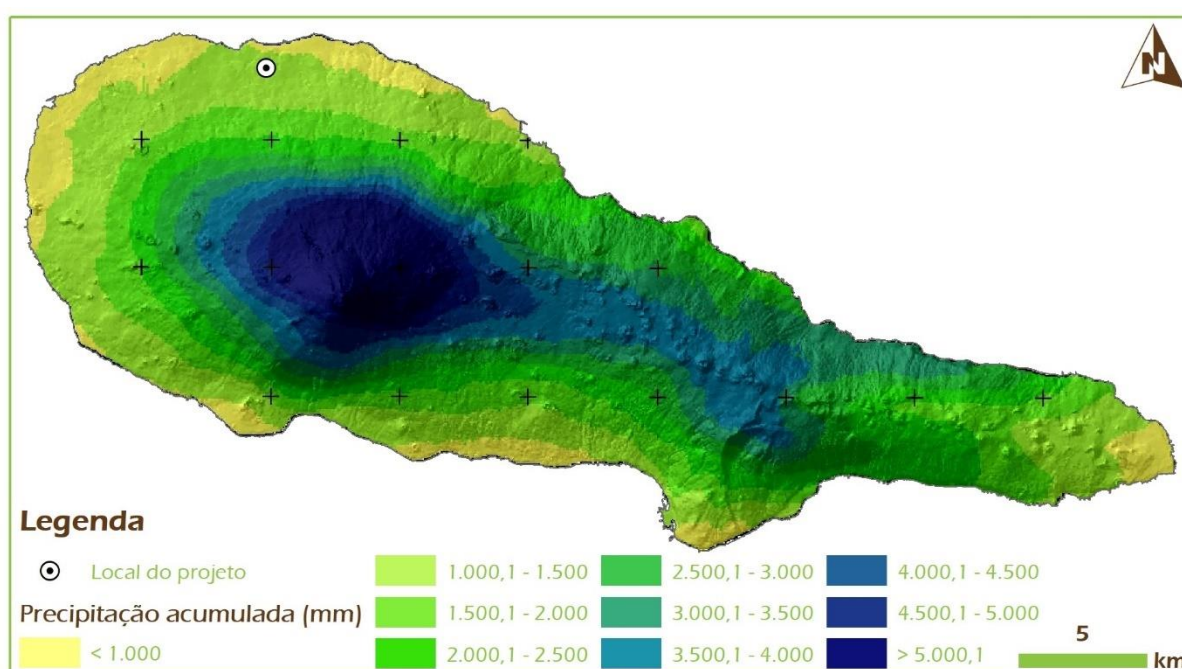 N
Legenda
Local do projeto
Precipitação acumulada (mm)
< 1.000
1.000,1 - 1.500
1.500,1 - 2.000
2.000,1 - 2.500
2.500,1 - 3.000
3.000,1 - 3.500
3.500,1 - 4.000
4.000,1 - 4.500
4.500,1 - 5.000
> 5.000,1
5
km